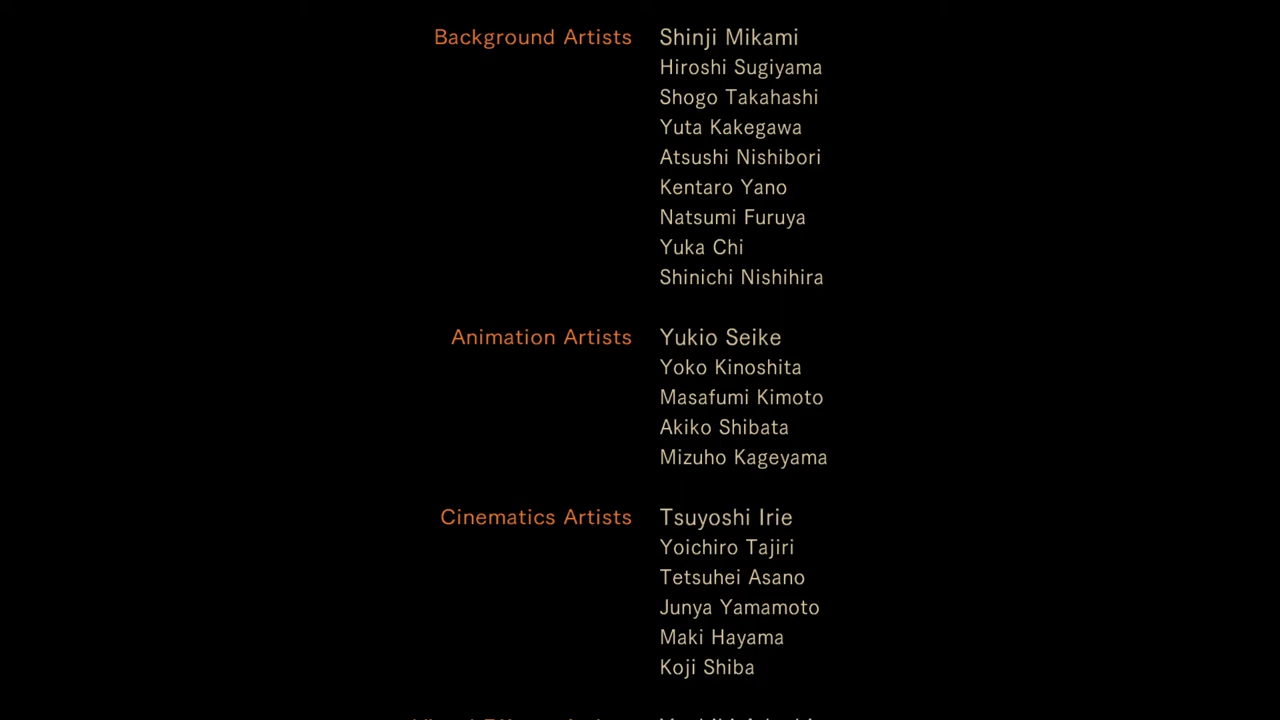 Background Artists Shinji Mikami
Hiroshi Sugiyama
Shogo Takahashi
Yuta Kakegawa
Atsushi Nishibori
Kentaro Yano
Natsumi Furuya
Yuka Chi
Shinichi Nishihira
Animation Artists Yukio Seike
Yoko Kinoshita
Masafumi Kimoto
Akiko Shibata
Mizuho Kageyama
Cinematics Artists Tsuyoshi Irie
Yoichiro Tajiri
Tetsuhei Asano
Junya Yamamoto
Maki Hayama
Koji Shiba